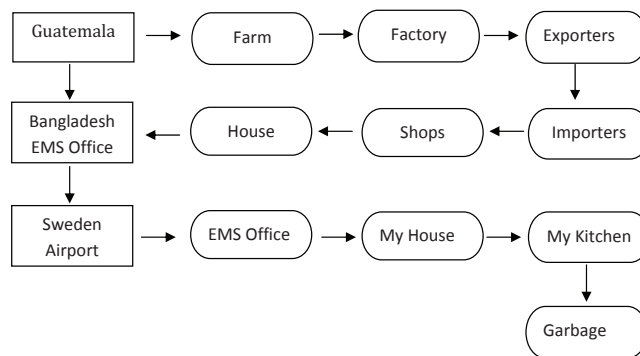 Guatemala
Farm
Factory
Exporters
Bangladesh
EMS Office
House
Shops
Importers
Sweden
Airport
EMS Office
My House
My Kitchen
Garbage